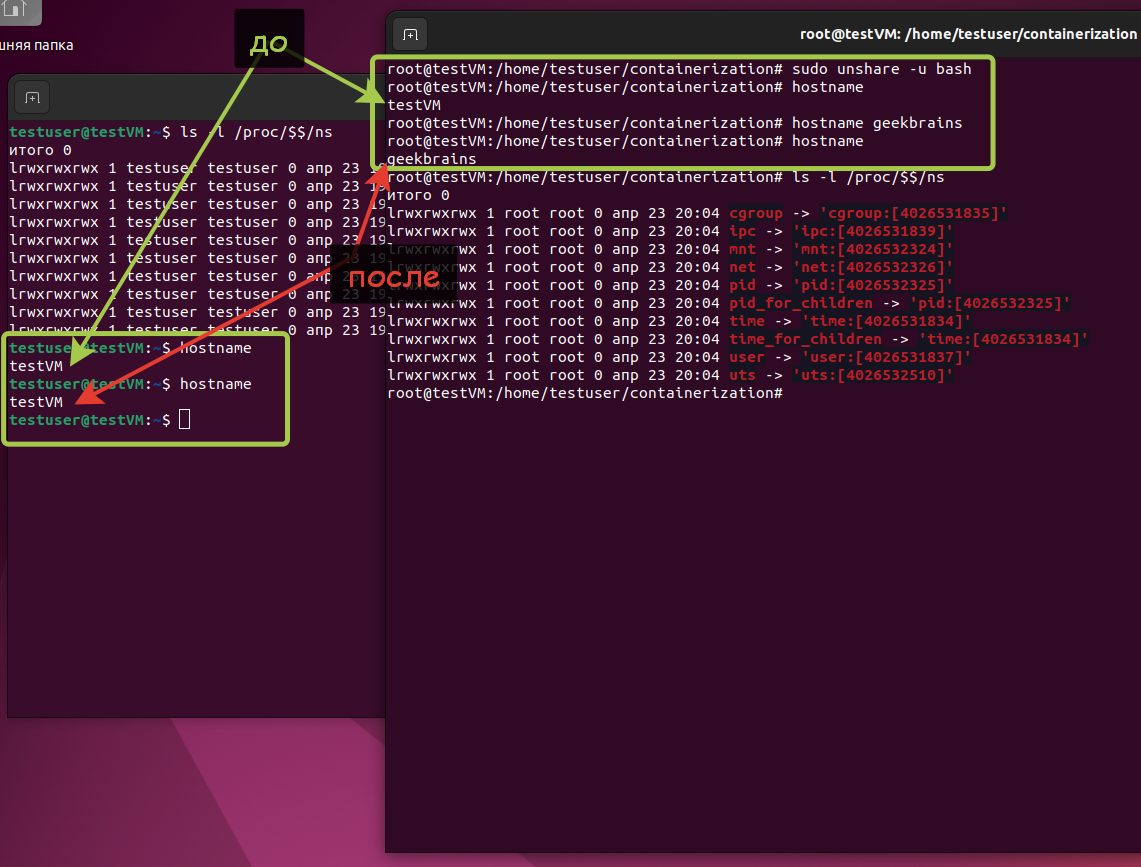 шняя папка
до
testuser@testVM:~$ ls -l /proc/$$/ns
итого 0
lrwxrwxrwx 1 testuser testuser 0 апр 23 19
lrwxrwxrwx 1 testuser testuser 0 апр 23 19
lrwxrwxrwx 1 testuser testuser 0 апр 23 19
lrwxrwxrwx 1 testuser testuser 0 апр 23 19
lrwxrwxrwx 1 testuser testuser 0 апр 23 19
lrwxrwxrwx 1 testuser testuser 0 апр 23 19
lrwxrwxrwx 1 testuser testuser 0 апр
lrwxrwxrwx 1 testuser testuser 0 апр
lrwxrwxrwx 1 testuser testuser 0 апр 23 19
lrwxrwxrwx 1 testuser testuser 0 апр 23 19
testuser@testVM:~$ hostname
testVM
testuser@testVM:~$ hostname
testVM
testuser@testVM:~$
после
root@testVM: /home/testuser/containerization
root@testVM:/home/testuser/containerization# sudo unshare -u bash
root@testVM:/home/testuser/containerization# hostname
testVM
root@testVM:/home/testuser/containerization# hostname geekbrains
root@testVM:/home/testuser/containerization# hostname
geekbrains
root@testVM:/home/testuser/containerization# ls -l /proc/$$/ns
итого 0
lrwxrwxrwx 1 root root 0 апр 23 20:04 cgroup -> 'cgroup:[4026531835]'
lrwxrwxrwx 1 root root 0 апр 23 20:04 ipc -> 'ipc:[4026531839]'
lrwxrwxrwx 1 root root 0 апр 23 20:04 mnt -> 'mnt:[4026532324]'
lrwxrwxrwx 1 root root 0 апр 23 20:04 net -> 'net:[4026532326]'
lrwxrwxrwx 1 root root 0 апр 23 20:04 pid -> 'pid:[4026532325]'
lrwxrwxrwx 1 root root 0 апр 23 20:04 pid_for_children -> 'pid:[4026532325]'
lrwxrwxrwx 1 root root 0 апр 23 20:04 time -> 'time:[4026531834]'
lrwxrwxrwx 1 root root 0 апр 23 20:04 time_for_children -> 'time:[4026531834]'
lrwxrwxrwx 1 root root 0 апр 23 20:04 user -> 'user:[4026531837]'
lrwxrwxrwx 1 root root 0 апр 23 20:04 uts -> 'uts:[4026532510]'
root@testVM:/home/testuser/containerization#